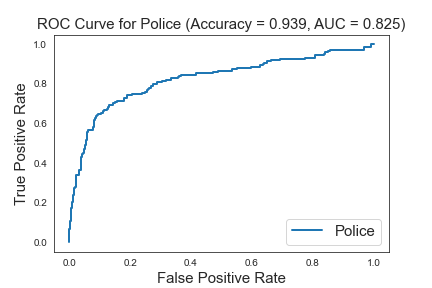 ROC Curve for Police (Accuracy = 0.939, AUC = 0.825)
1.0
0.8
0.6
0.4
0.2
0.0
True Positive Rate
Police
0.0 0.2 0.4 0.6 0.8 1.0
False Positive Rate